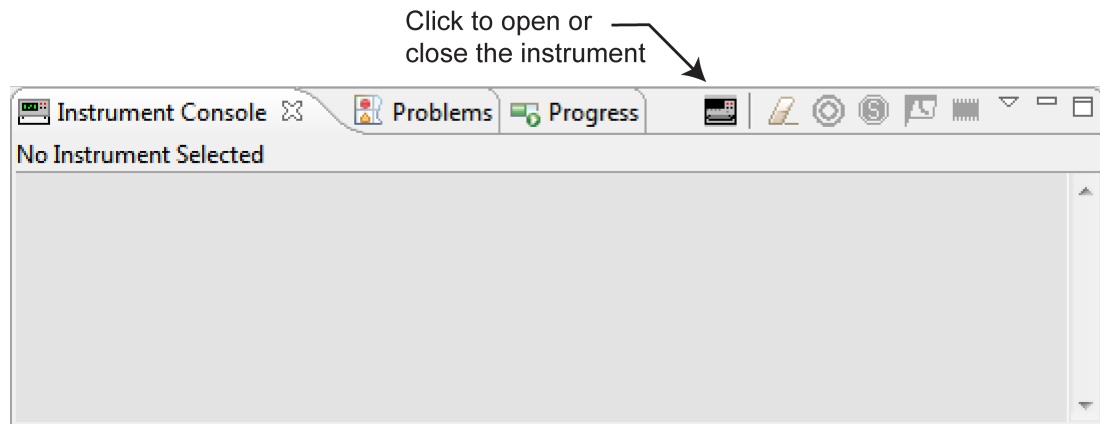 Click to open or
close the instrument
Instrument Console Problems Progress
No Instrument Selected